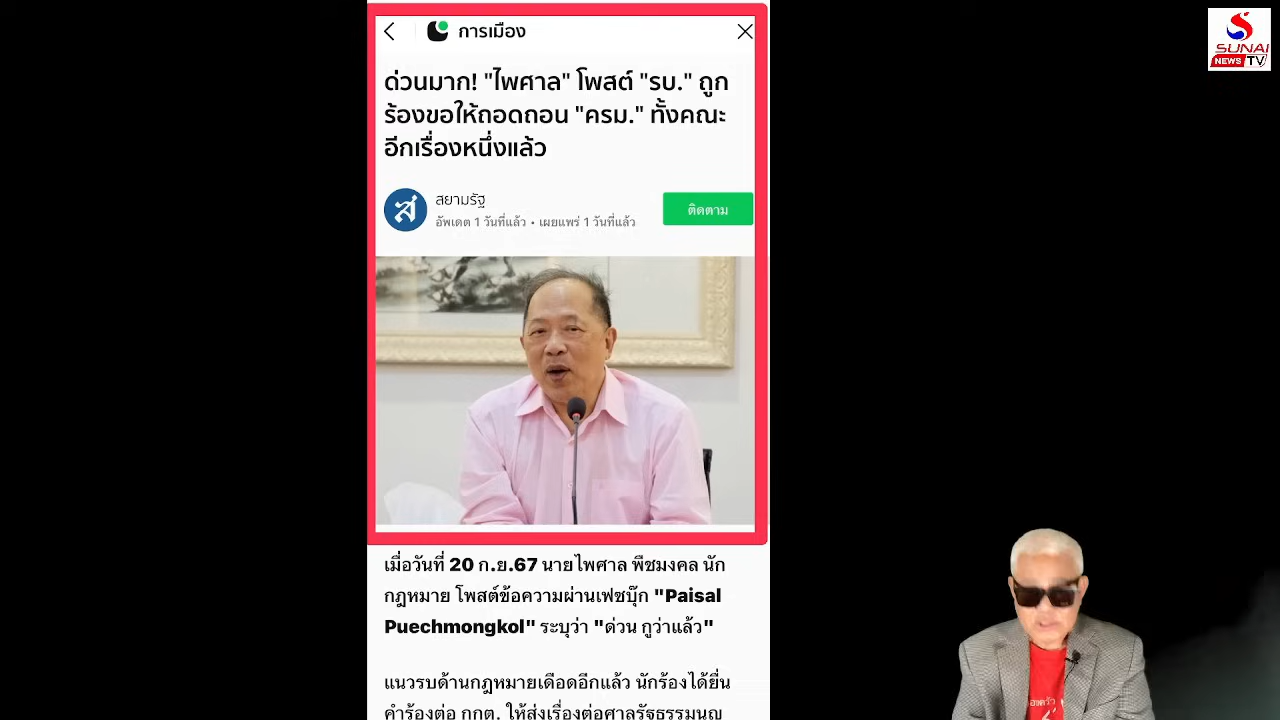 การเมือง
ด่วนมาก! "ไพศาล" โพสต์ "รบ." ถูก
ร้องขอให้ถอดถอน "ครม." ทั้งคณะ
อีกเรื่องหนึ่งแล้ว
สยามรัฐ
อัพเดต 1 วันที่แล้ว • เผยแพร่ 1 วันที่แล้ว
ติดตาม
เมื่อวันที่ 20 ก.ย.67 นายไพศาล พืชมงคล นัก
กฎหมาย โพสต์ข้อความผ่านเฟซบุ๊ก "Paisal
Puechmongkol" ระบุว่า "ด่วน กูว่าแล้ว"
แนวรบด้านกฎหมายเดือดอีกแล้ว นักร้องได้ยื่น
คำร้องต่อ กกต. ให้ส่งเรื่องต่อศาลรัฐธรรมนูญ
SUNAI
NEWS TV